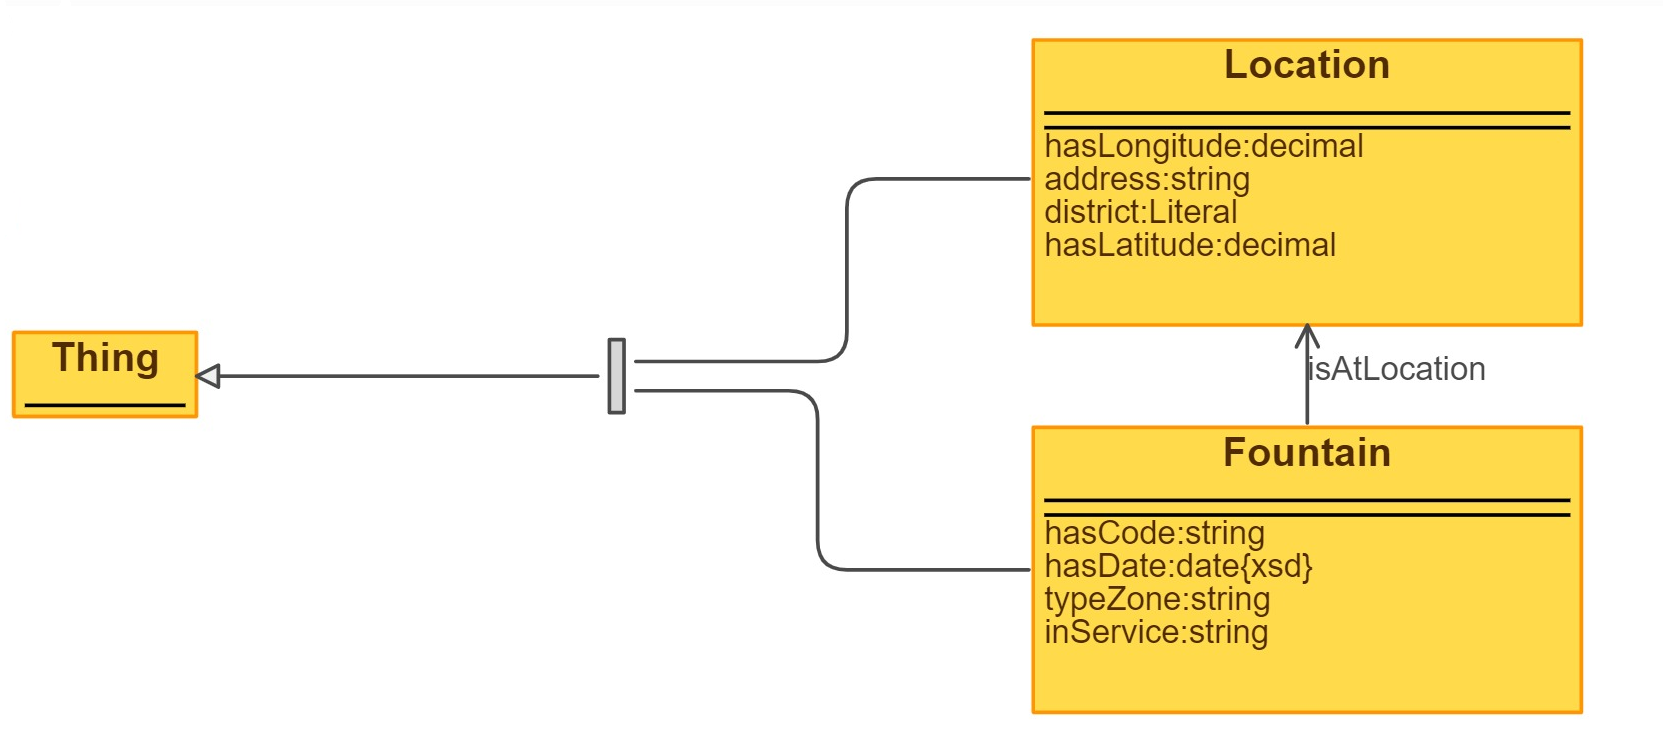 Thing
Location
hasLongitude:decimal
address:string
district:Literal
hasLatitude:decimal
isAtLocation
Fountain
hasCode:string
hasDate:date{xsd}
typeZone:string
inService:string